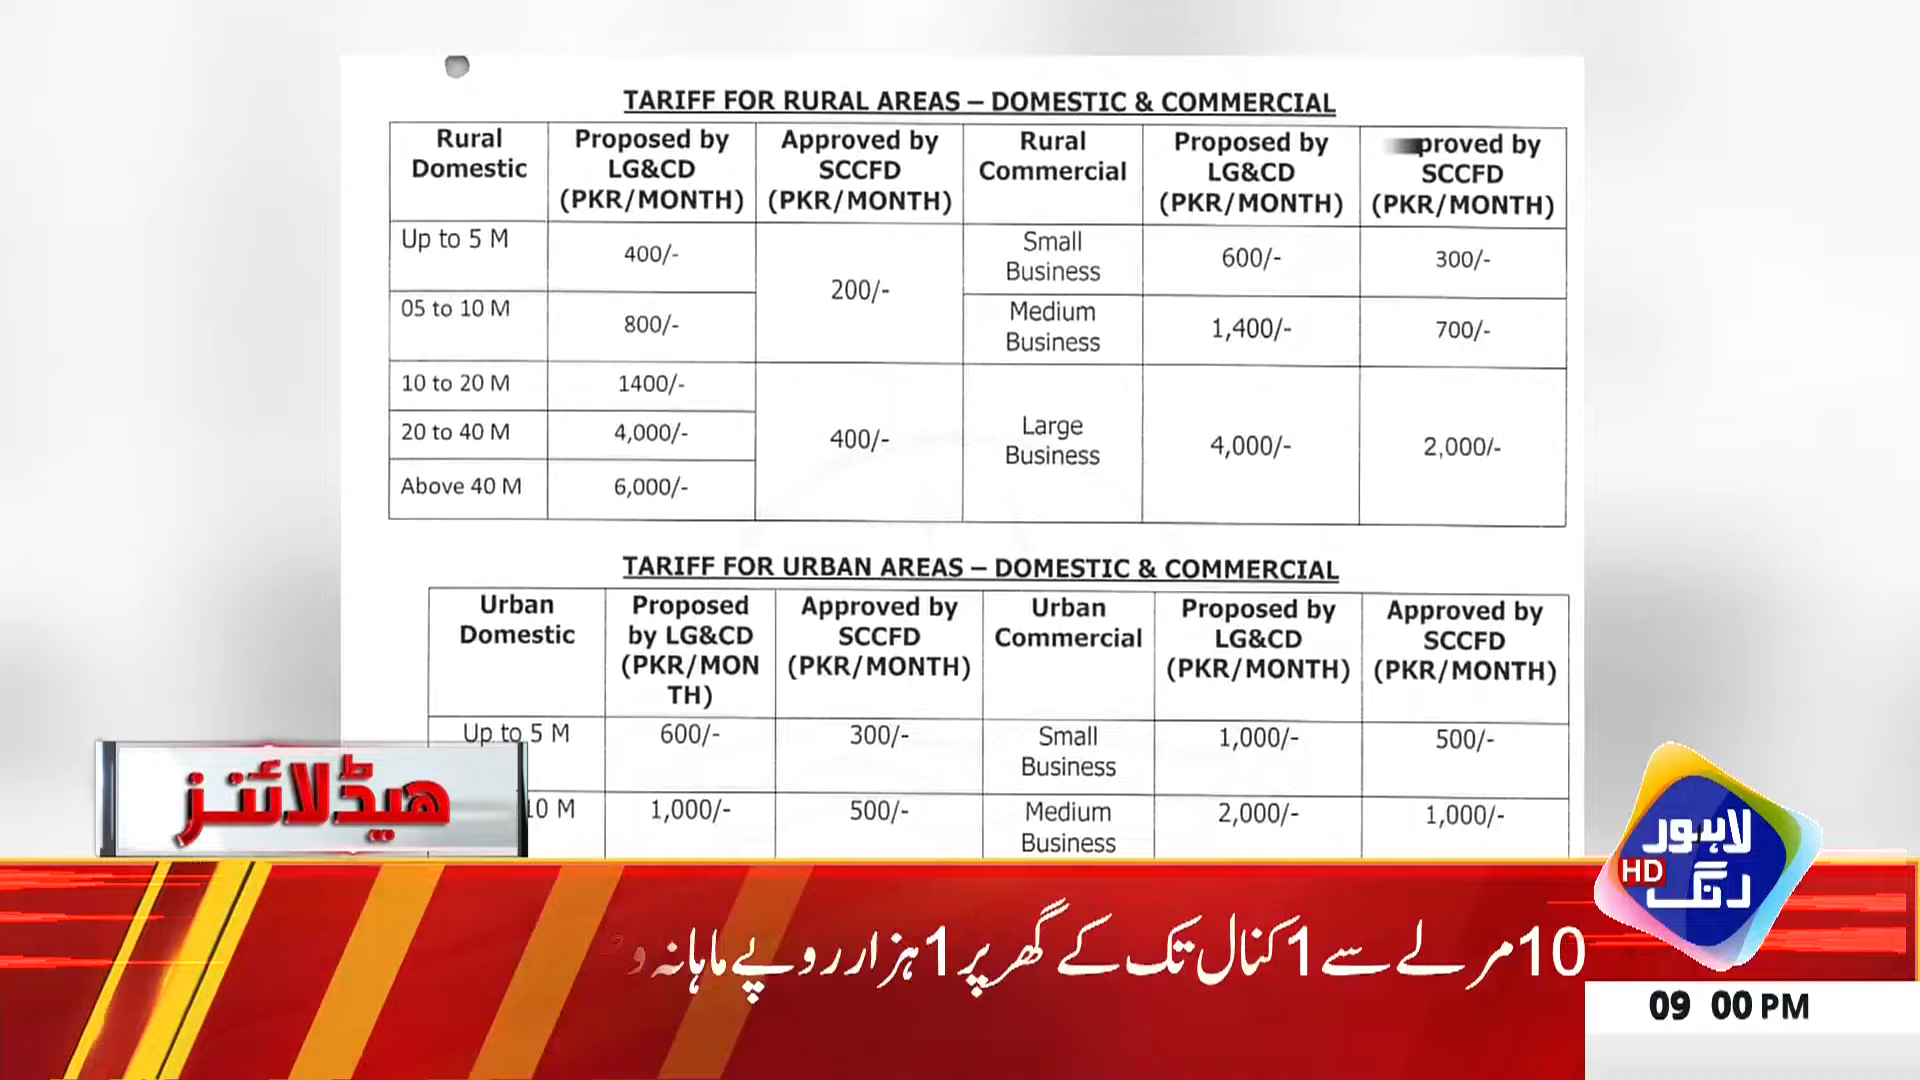 TARIFF FOR RURAL AREAS – DOMESTIC & COMMERCIAL
Rural Domestic | Proposed by LG&CD (PKR/MONTH) | Approved by SCCFD (PKR/MONTH) | Rural Commercial | Proposed by LG&CD (PKR/MONTH) | proved by SCCFD (PKR/MONTH)
Up to 5 M | 400/- | 200/- | Small Business | 600/- | 300/-
05 to 10 M | 800/- | Medium Business | 1,400/- | 700/-
10 to 20 M | 1400/- | 400/- | Large Business | 4,000/- | 2,000/-
20 to 40 M | 4,000/-
Above 40 M | 6,000/-
TARIFF FOR URBAN AREAS – DOMESTIC & COMMERCIAL
Urban Domestic | Proposed by LG&CD (PKR/MONTH) | Approved by SCCFD (PKR/MONTH) | Urban Commercial | Proposed by LG&CD (PKR/MONTH) | Approved by SCCFD (PKR/MONTH)
Up to 5 M | 600/- | 300/- | Small Business | 1,000/- | 500/-
10 M | 1,000/- | 500/- | Medium Business | 2,000/- | 1,000/-
ہیڈلائنز
لاہور
رنگ
HD
10 مرلے سے 1 کنال تک کے گھر پر 1 ہزار روپے ماہانہ و
09 00 PM